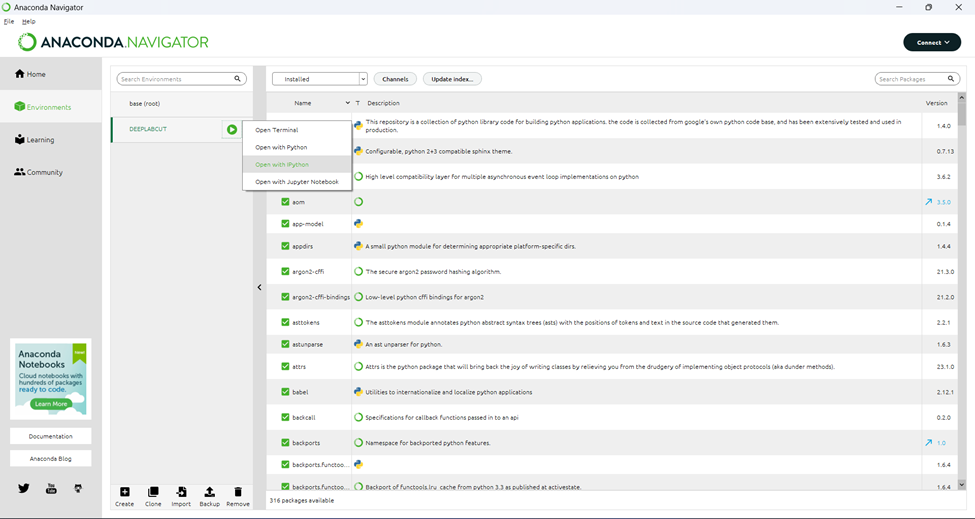 Anaconda Navigator
File Help
ANACONDA.NAVIGATOR
Connect
Home
Environments
Learning
Community
Anaconda Notebooks
New
Cloud notebooks with
hundreds of packages
ready to code.
Learn More
Documentation
Anaconda Blog
You Tube
Search Environments
base (root)
DEEPLABCUT
Open Terminal
Open with Python
Open with IPython
Open with Jupyter Notebook
Create Clone Import Backup Remove
Installed Channels Update index... Search Packages
Name T Description Version
This repository is a collection of python library code for building python applications. the code is collected from google's own python code base, and has been extensively tested and used in
production. 1.4.0
Configurable, python 2+3 compatible sphinx theme. 0.7.13
High level compatibility layer for multiple asynchronous event loop implementations on python 3.6.2
aom 3.5.0
app-model 0.1.4
appdirs A small python module for determining appropriate platform-specific dirs. 1.4.4
argon2-cffi The secure argon2 password hashing algorithm. 21.3.0
argon2-cffi-bindings Low-level python cffi bindings for argon2 21.2.0
asttokens The asttokens module annotates python abstract syntax trees (asts) with the positions of tokens and text in the source code that generated them. 2.2.1
astunparse An ast unparser for python. 1.6.3
attrs Attrs is the python package that will bring back the joy of writing classes by relieving you from the drudgery of implementing object protocols (aka dunder methods). 23.1.0
babel Utilities to internationalize and localize python applications 2.12.1
backcall Specifications for callback functions passed in to an api 0.2.0
backports Namespace for backported python features. 1.0
backports.functoo... 1.6.4
backports.functoo... Backport of functools.lru_cache from python 3.3 as published at activestate. 1.6.4
316 packages available